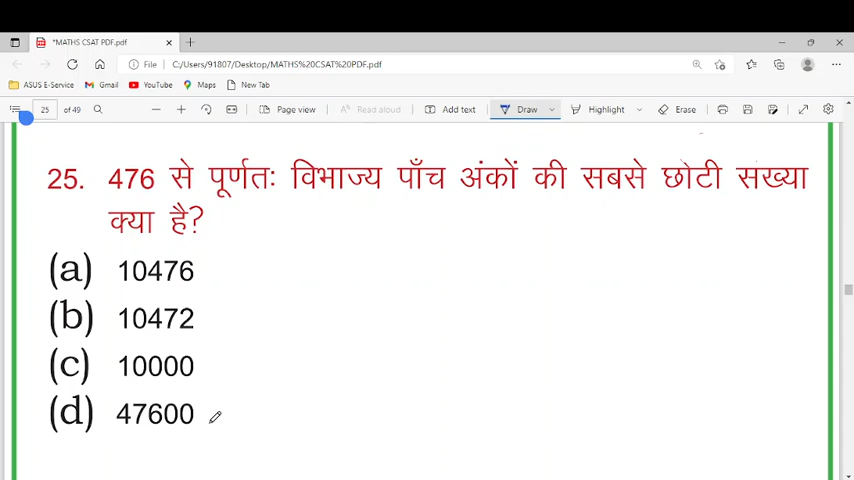 *MATHS CSAT PDF.pdf
File C:/Users/91807/Desktop/MATHS%20CSAT%20PDF.pdf
ASUS E-Service Gmail YouTube Maps New Tab
25 of 49 Page view Read aloud Add text Draw Highlight Erase
25. 476 से पूर्णतः विभाज्य पाँच अंकों की सबसे छोटी संख्या
क्या है?
(a) 10476
(b) 10472
(c) 10000
(d) 47600